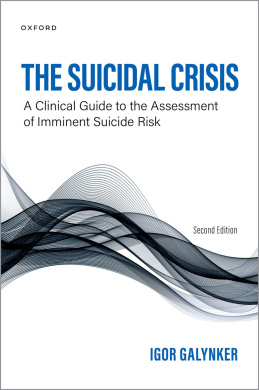 OXFORD
THE SUICIDAL CRISIS
A Clinical Guide to the Assessment
of Imminent Suicide Risk
Second Edition
IGOR GALYNKER